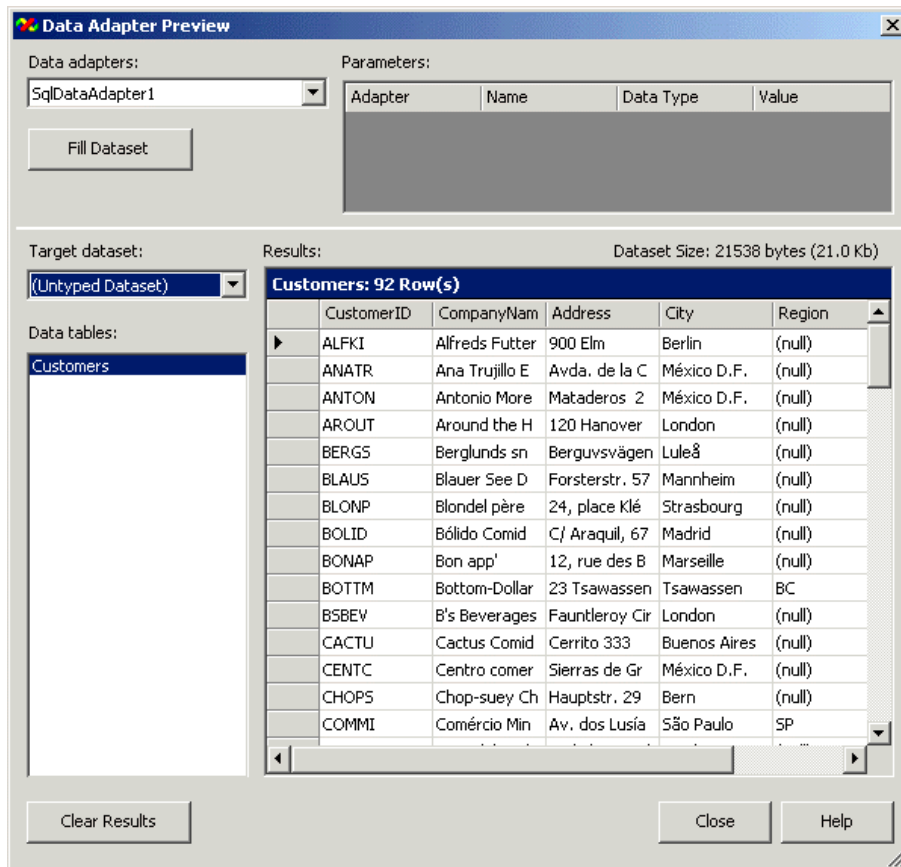 Data Adapter Preview
Data adapters:
SqlDataAdapter1
Fill Dataset
Parameters:
Adapter Name Data Type Value
Target dataset:
(Untyped Dataset)
Data tables:
Customers
Results: Dataset Size: 21538 bytes (21.0 Kb)
Customers: 92 Row(s)
CustomerID CompanyNam Address City Region
ALFKI Alfreds Futter 900 Elm Berlin (null)
ANATR Ana Trujillo E Avda. de la C México D.F. (null)
ANTON Antonio More Mataderos 2 México D.F. (null)
AROUT Around the H 120 Hanover London (null)
BERGS Berglunds sn Berguvsvägen Luleå (null)
BLAUS Blauer See D Forsterstr. 57 Mannheim (null)
BLONP Blondel père 24, place Klé Strasbourg (null)
BOLID Bólido Comid C/ Araquil, 67 Madrid (null)
BONAP Bon app' 12, rue des B Marseille (null)
BOTTM Bottom-Dollar 23 Tsawassen Tsawassen BC
BSBEV B's Beverages Fauntleroy Cir London (null)
CACTU Cactus Comid Cerrito 333 Buenos Aires (null)
CENTC Centro comer Sierras de Gr México D.F. (null)
CHOPS Chop-suey Ch Hauptstr. 29 Bern (null)
COMMI Comércio Min Av. dos Lusía São Paulo SP
Clear Results Close Help